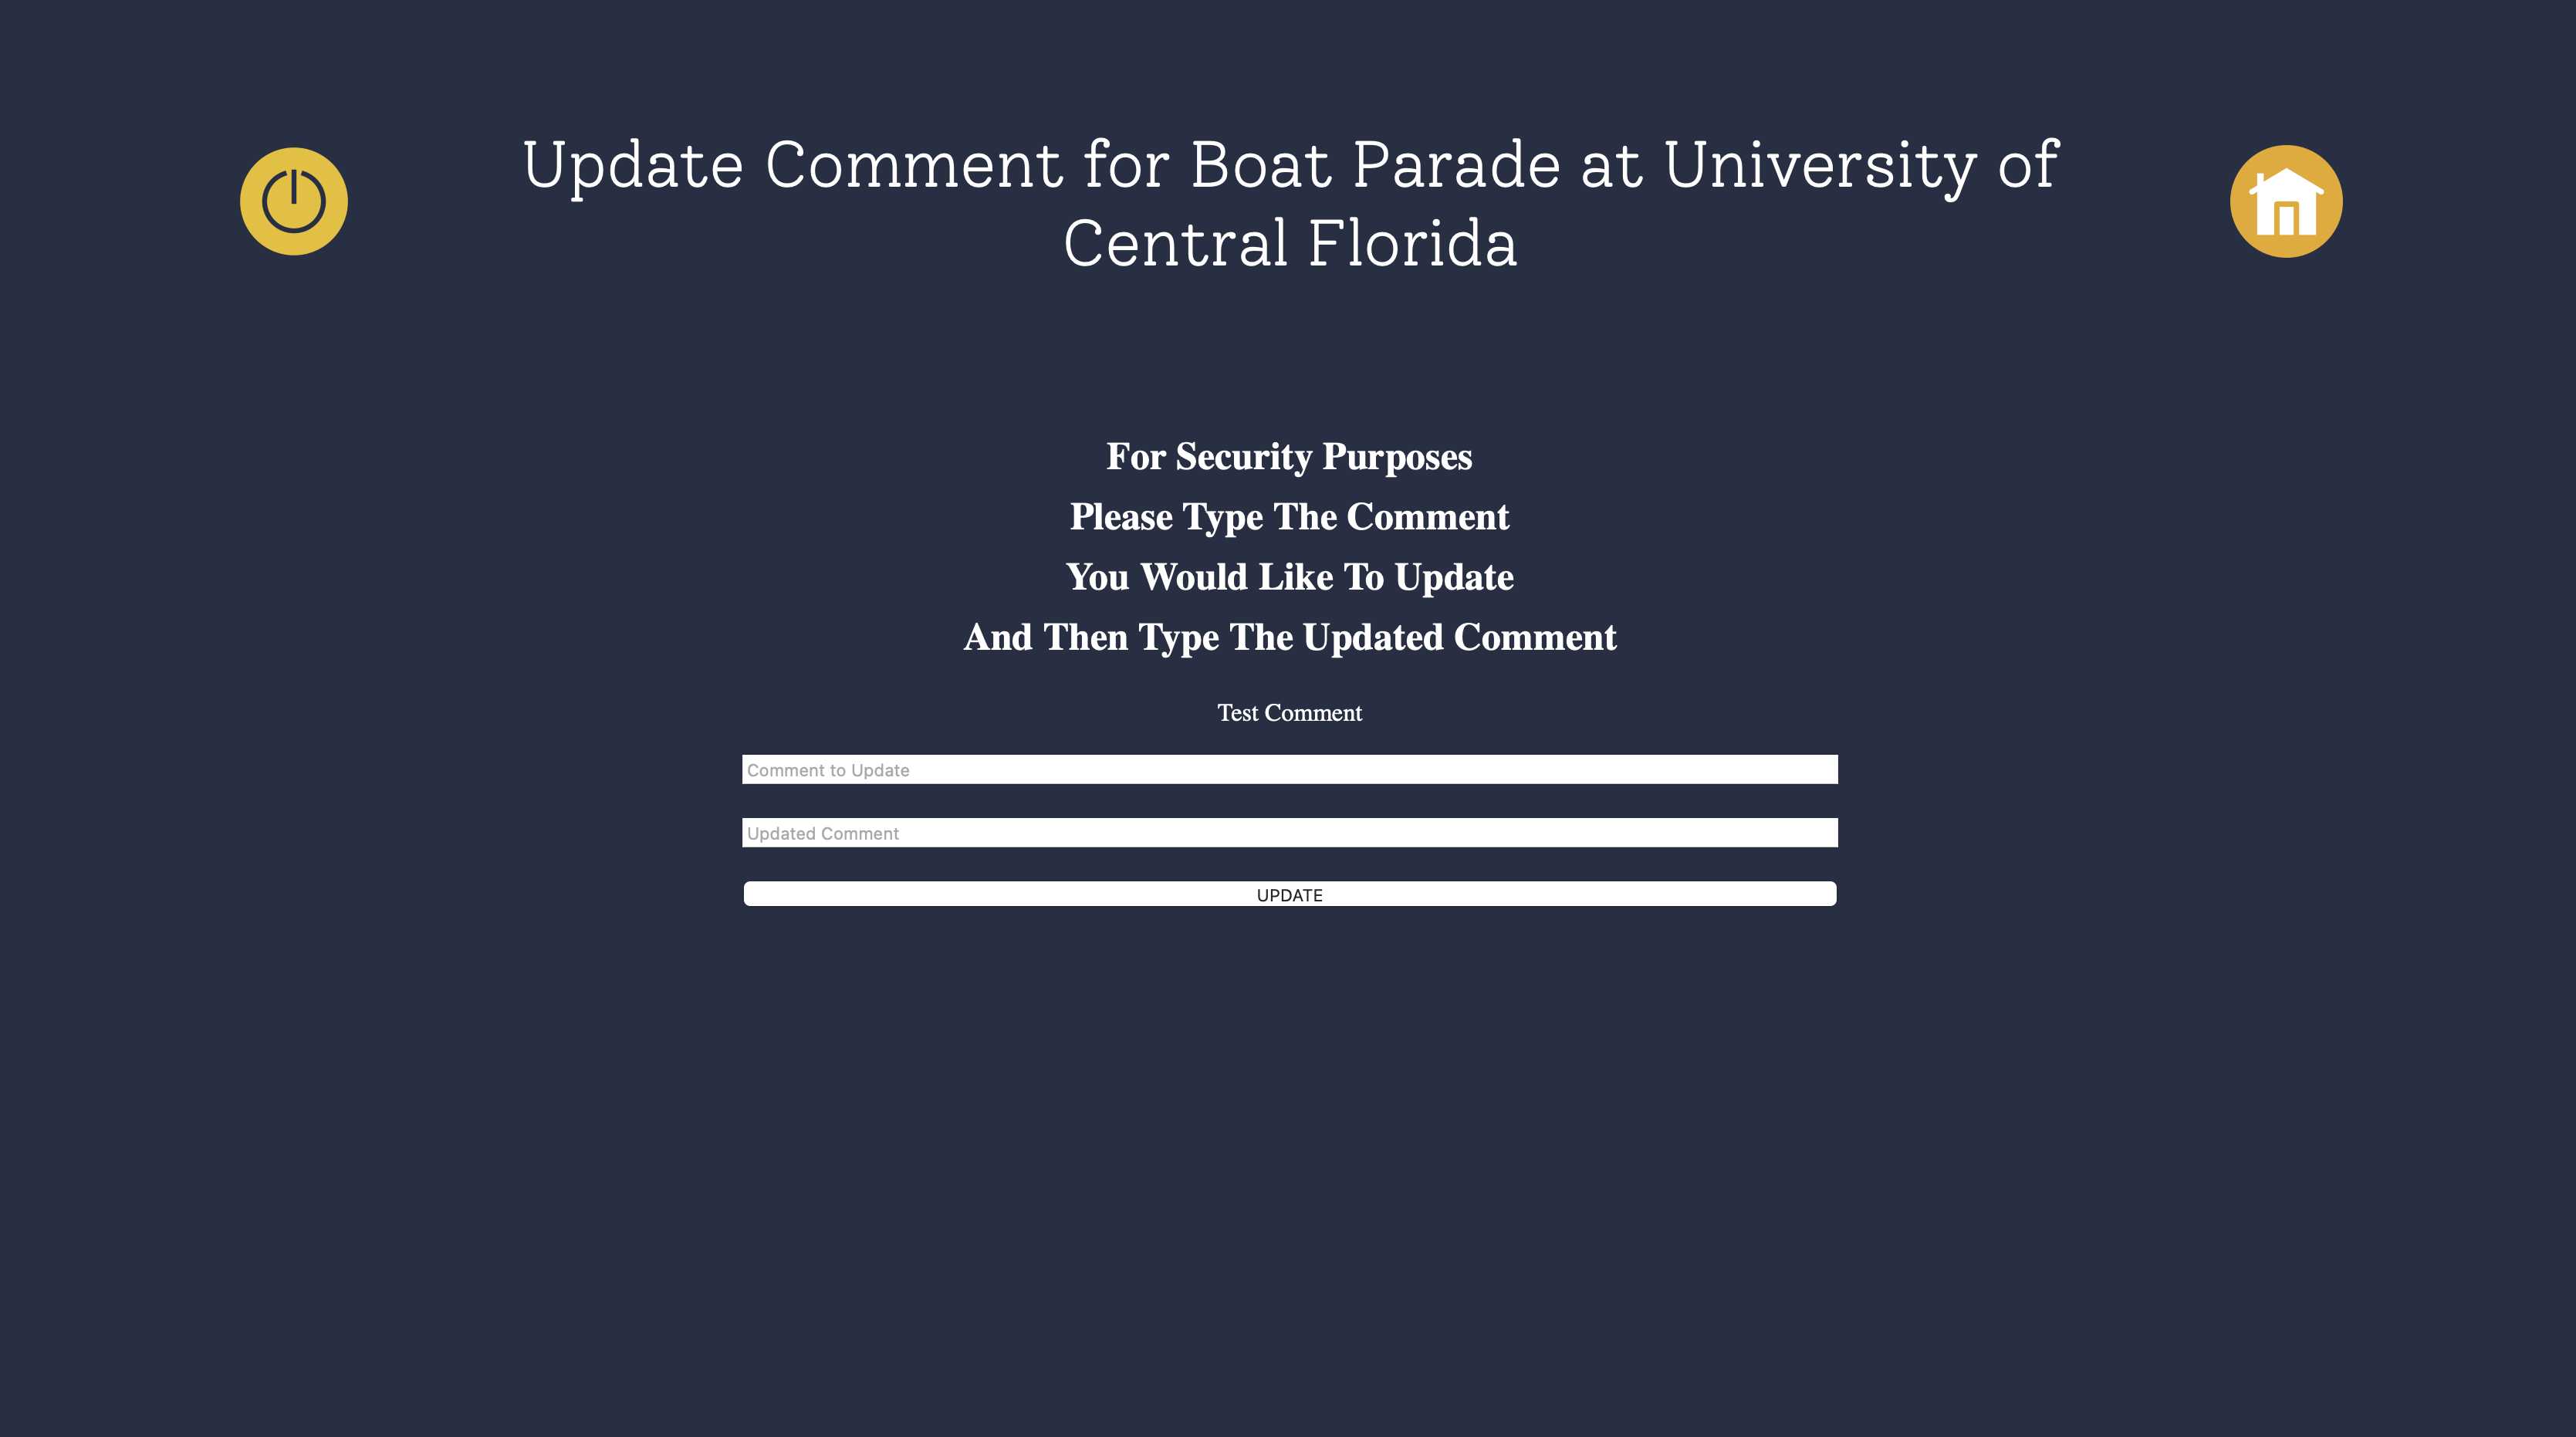 Update Comment for Boat Parade at University of
Central Florida
For Security Purposes
Please Type The Comment
You Would Like To Update
And Then Type The Updated Comment
Test Comment
Comment to Update
Updated Comment
UPDATE